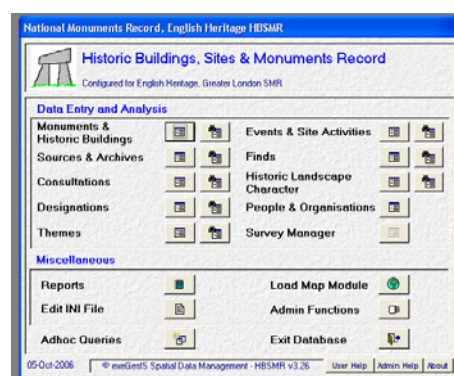 National Monuments Record, English Heritage HBSMR
Historic Buildings, Sites & Monuments Record
Configured for English Heritage, Greater London SMR
Data Entry and Analysis
Monuments &
Historic Buildings
Events & Site Activities
Sources & Archives
Finds
Consultations
Historic Landscape
Character
Designations
People & Organisations
Themes
Survey Manager
Miscellaneous
Reports
Load Map Module
Edit INI File
Admin Functions
Adhoc Queries
Exit Database
05-Oct-2006
© exeGesIS Spatial Data Management - HBSMR v3.26
User Help
Admin Help
About